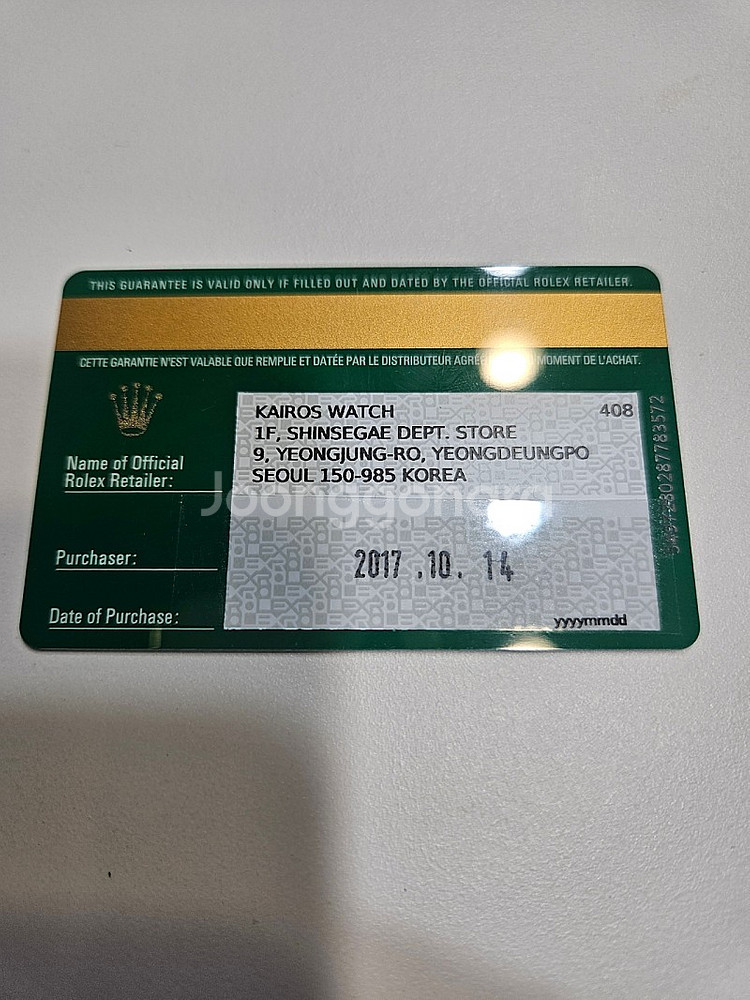 THIS GUARANTEE IS VALID ONLY IF FILLED OUT AND DATED BY THE OFFICIAL ROLEX RETAILER.
CETTE GARANTIE N'EST VALABLE QUE REMPLIE ET DATÉE PAR LE DISTRIBUTEUR MOMENT DE L'ACHAT.
KAIROS WATCH 408
1F, SHINSEGAE DEPT. STORE
9, YEONGJUNG-RO, YEONGDEUNGPO
SEOUL 150-985 KOREA
Name of Official
Rolex Retailer:
Joonggonara
Purchaser:
2017 .10. 14
Date of Purchase:
yyyymmdd